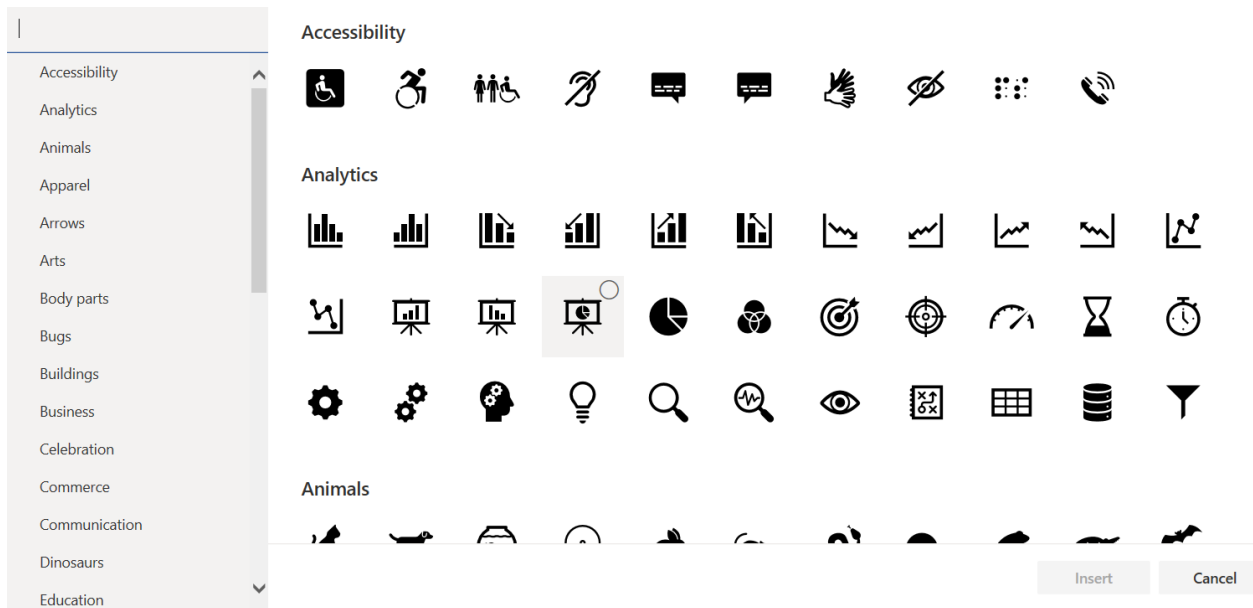 Accessibility
Analytics
Animals
Apparel
Arrows
Arts
Body parts
Bugs
Buildings
Business
Celebration
Commerce
Communication
Dinosaurs
Education
Accessibility
Analytics
Animals
Insert
Cancel